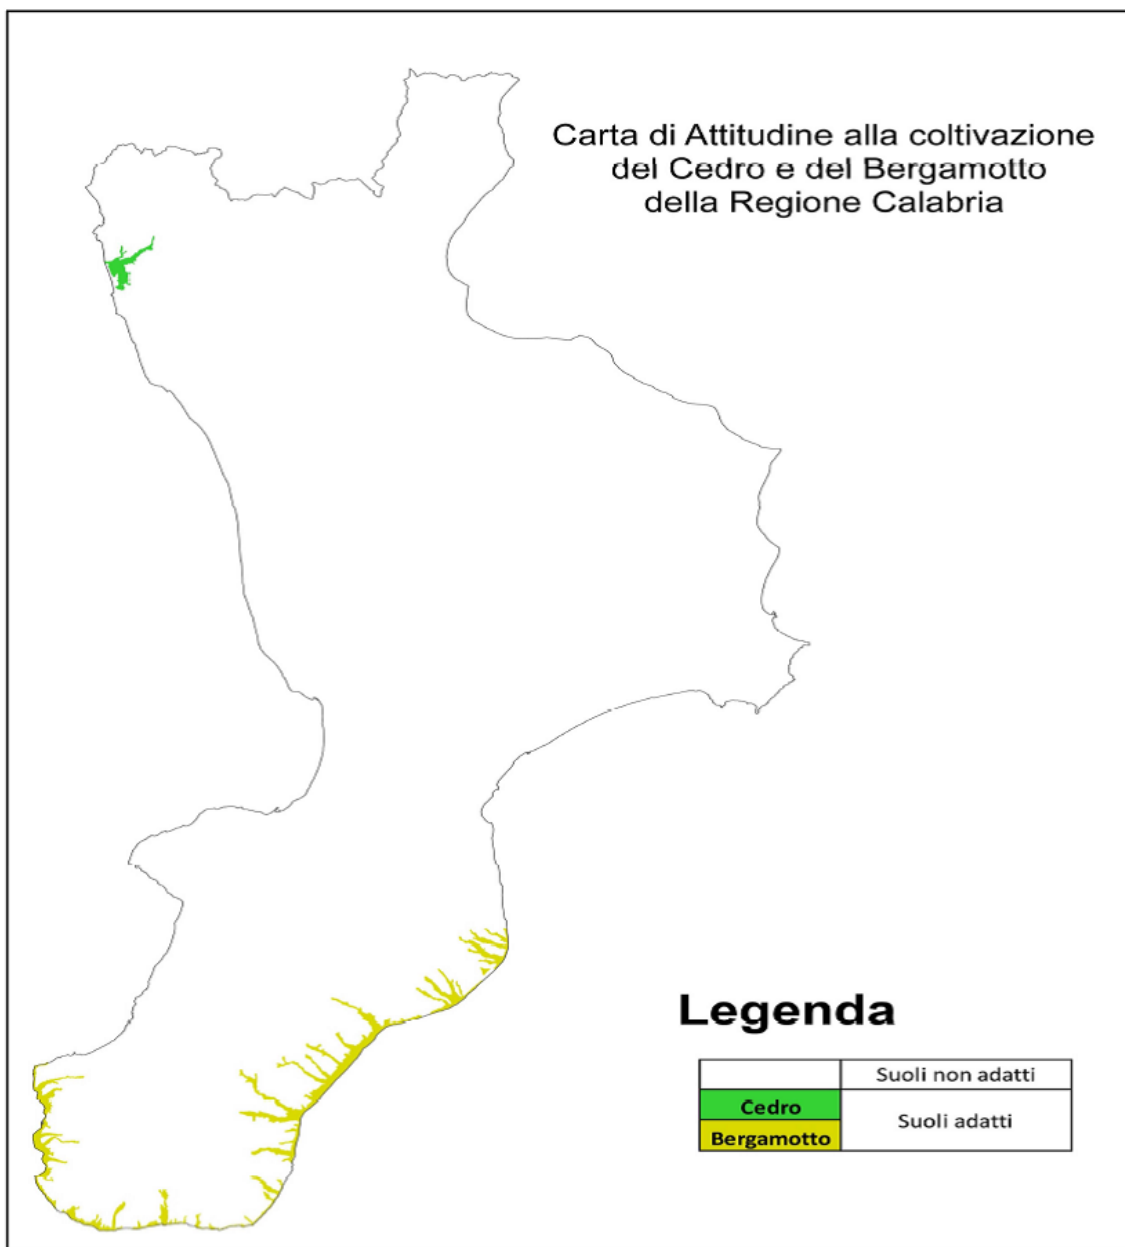 Carta di Attitudine alla coltivazione
del Cedro e del Bergamotto
della Regione Calabria
Legenda
Suoli non adatti
Cedro
Suoli adatti
Bergamotto